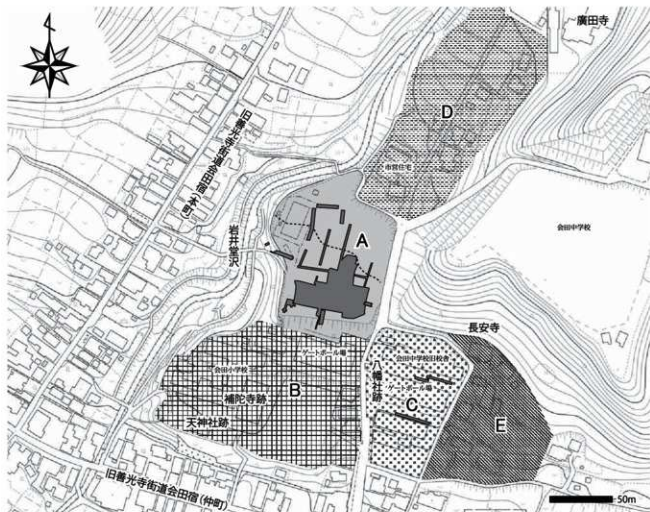 廣田寺
D
旧善光寺街道会田宿(本町)
市営住宅
A
会田中学校
岩井堂沢
長安寺
ゲートボール場
会田中学校旧校舎
会田小学校
八幡社跡
ゲートボール場
補陀寺跡
B
C
天神社跡
E
旧善光寺街道会田宿(仲町)
50m